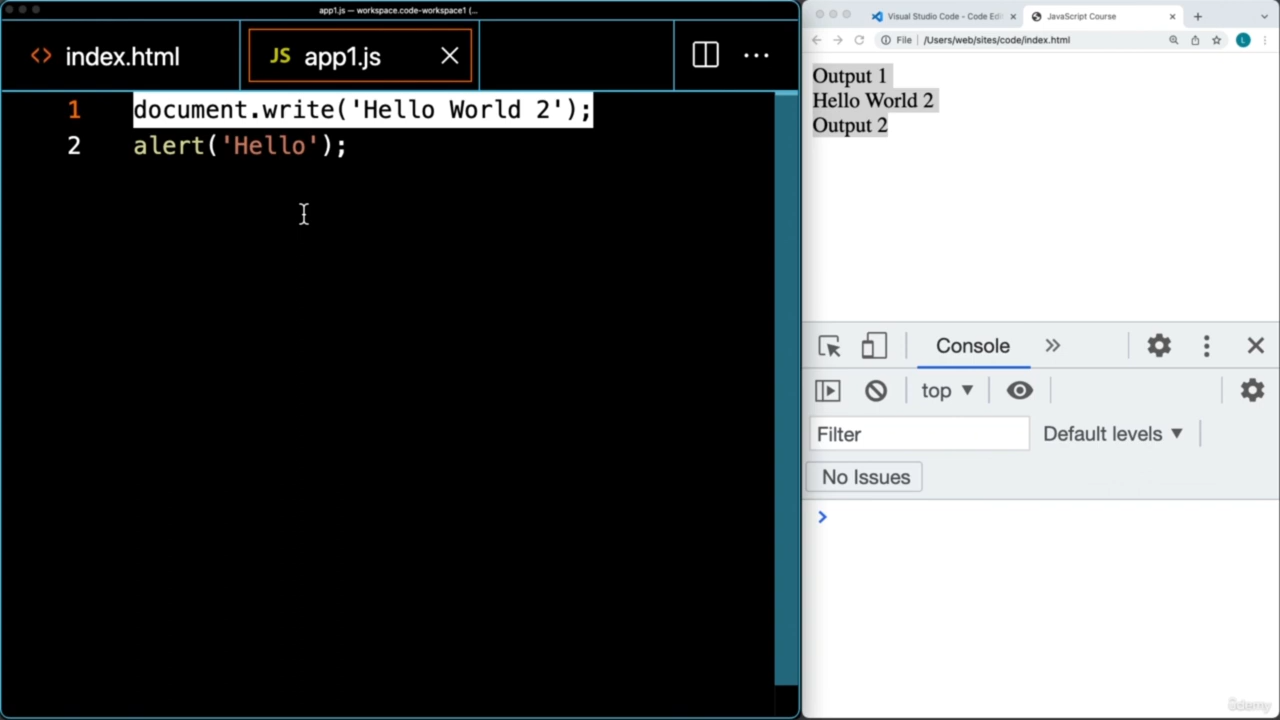 app1.js — workspace.code-workspace1 (...
<> index.html
JS app1.js
1 document.write('Hello World 2');
2 alert('Hello');
Visual Studio Code - Code Edi
JavaScript Course
File /Users/web/sites/code/index.html
L
Output 1
Hello World 2
Output 2
Console
top
Filter
Default levels
No Issues
Udemy